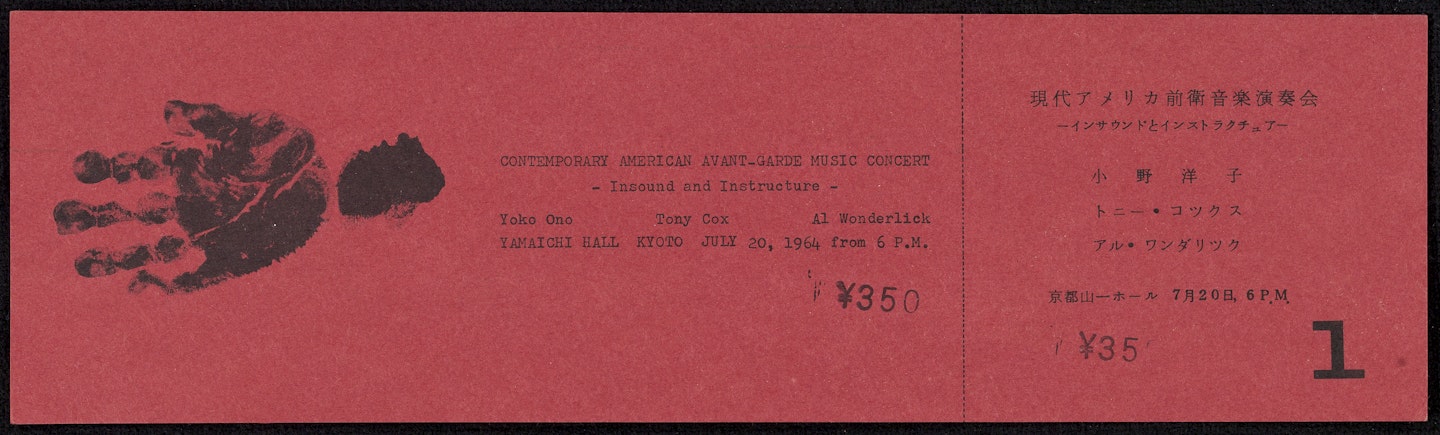 CONTEMPORARY AMERICAN AVANT-GARDE MUSIC CONCERT
- Insound and Instructure -
Yoko Ono Tony Cox Al Wonderlick
YAMAICHI HALL KYOTO JULY 20, 1964 from 6 P.M.
¥350
現代アメリカ前衛音楽演奏会
—インサウンドとインストラクチュアー
小野洋子
トニー・コツクス
アル・ワンダリツク
京都山一ホール 7月20日, 6 P.M.
¥35
1